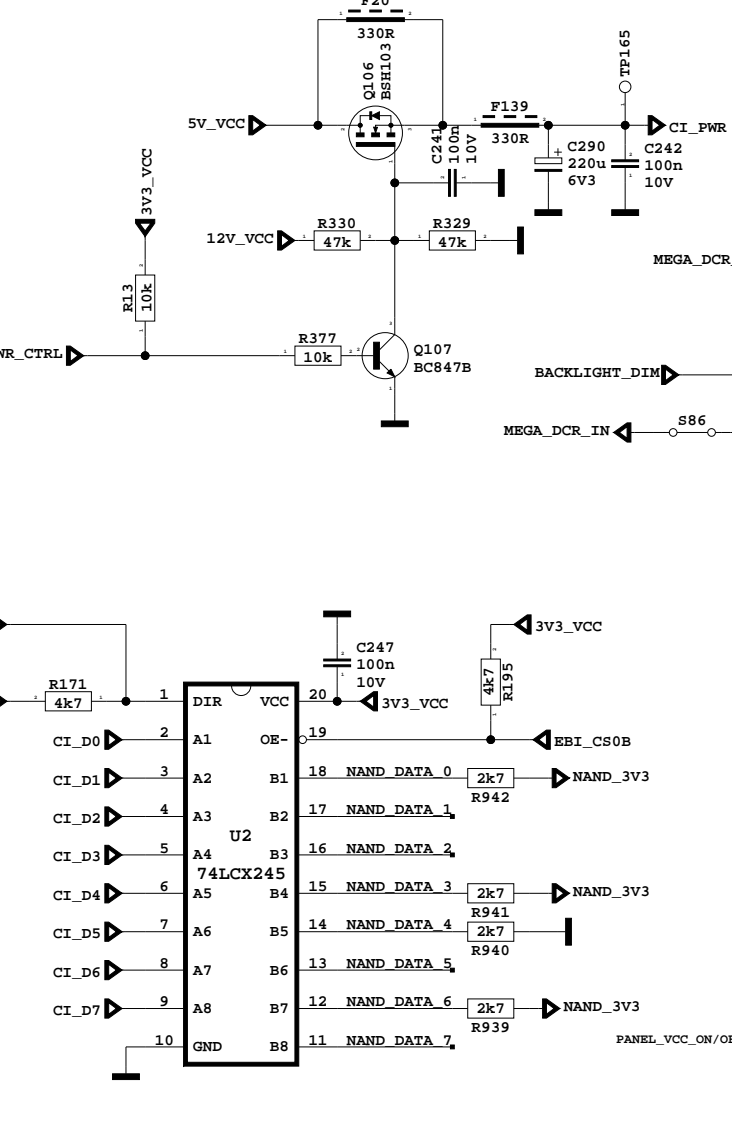 F20
330R
Q106
BSH103
5V_VCC
C241
100n
10V
F139
330R
TP165
CI_PWR
C290
220u
6V3
C242
100n
10V
3V3_VCC
12V_VCC
R330
47k
R329
47k
MEGA_DCR_
R13
10k
WR_CTRL
R377
10k
Q107
BC847B
BACKLIGHT_DIM
MEGA_DCR_IN
S86
C247
100n
10V
3V3_VCC
3V3_VCC
4k7
R195
R171
4k7
1 DIR VCC 20
CI_D0 2 A1 OE- 19 EBI_CS0B
CI_D1 3 A2 B1 18 NAND_DATA_0 2k7 NAND_3V3
R942
CI_D2 4 A3 B2 17 NAND_DATA_1
U2
CI_D3 5 A4 B3 16 NAND_DATA_2
74LCX245
CI_D4 6 A5 B4 15 NAND_DATA_3 2k7 NAND_3V3
R941
CI_D5 7 A6 B5 14 NAND_DATA_4 2k7
R940
CI_D6 8 A7 B6 13 NAND_DATA_5
CI_D7 9 A8 B7 12 NAND_DATA_6 2k7 NAND_3V3
R939
10 GND B8 11 NAND_DATA_7
PANEL_VCC_ON/OF